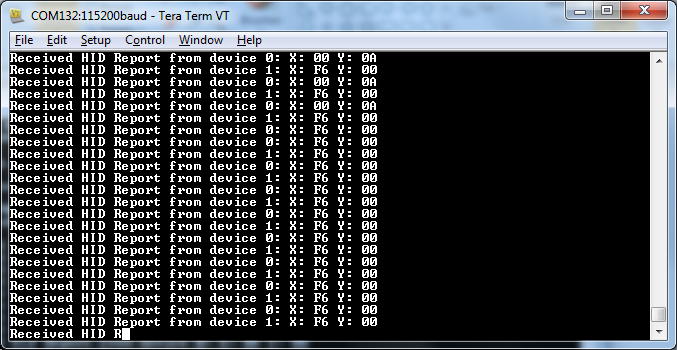 COM132:115200baud - Tera Term VT
File Edit Setup Control Window Help
Received HID Report from device 0: X: 00 Y: 0A
Received HID Report from device 1: X: F6 Y: 00
Received HID Report from device 0: X: 00 Y: 0A
Received HID Report from device 1: X: F6 Y: 00
Received HID Report from device 0: X: 00 Y: 0A
Received HID Report from device 1: X: F6 Y: 00
Received HID Report from device 0: X: F6 Y: 00
Received HID Report from device 0: X: F6 Y: 00
Received HID Report from device 1: X: F6 Y: 00
Received HID Report from device 0: X: F6 Y: 00
Received HID Report from device 1: X: F6 Y: 00
Received HID Report from device 0: X: F6 Y: 00
Received HID Report from device 1: X: F6 Y: 00
Received HID Report from device 0: X: F6 Y: 00
Received HID Report from device 1: X: F6 Y: 00
Received HID Report from device 0: X: F6 Y: 00
Received HID Report from device 1: X: F6 Y: 00
Received HID Report from device 0: X: F6 Y: 00
Received HID Report from device 1: X: F6 Y: 00
Received HID Report from device 0: X: F6 Y: 00
Received HID Report from device 1: X: F6 Y: 00
Received HID Report from device 0: X: F6 Y: 00
Received HID Report from device 1: X: F6 Y: 00
Received HID R